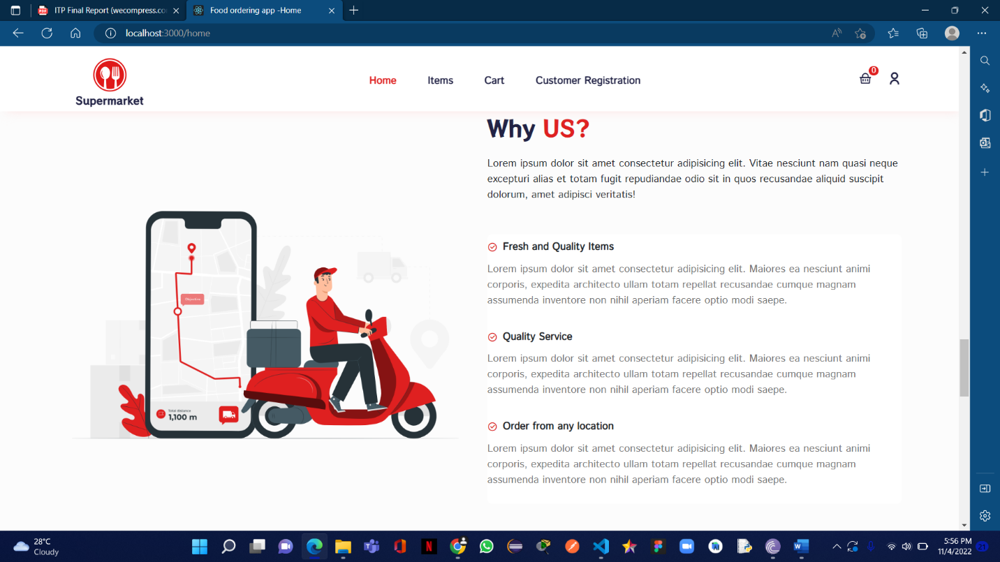 ITP Final Report (wecompress.co
Food ordering app -Home
localhost:3000/home
Supermarket
Home
Items
Cart
Customer Registration
0
Why US?
Lorem ipsum dolor sit amet consectetur adipisicing elit. Vitae nesciunt nam quasi neque
excepturi alias et totam fugit repudiandae odio sit in quos recusandae aliquid suscipit
dolorum, amet adipisci veritatis!
Objective
Total distance
1,100 m
Fresh and Quality Items
Lorem ipsum dolor sit amet consectetur adipisicing elit. Maiores ea nesciunt animi
corporis, expedita architecto ullam totam repellat recusandae cumque magnam
assumenda inventore non nihil aperiam facere optio modi saepe.
Quality Service
Lorem ipsum dolor sit amet consectetur adipisicing elit. Maiores ea nesciunt animi
corporis, expedita architecto ullam totam repellat recusandae cumque magnam
assumenda inventore non nihil aperiam facere optio modi saepe.
Order from any location
Lorem ipsum dolor sit amet consectetur adipisicing elit. Maiores ea nesciunt animi
corporis, expedita architecto ullam totam repellat recusandae cumque magnam
assumenda inventore non nihil aperiam facere optio modi saepe.
28°C
Cloudy
5:56 PM
11/4/2022
21